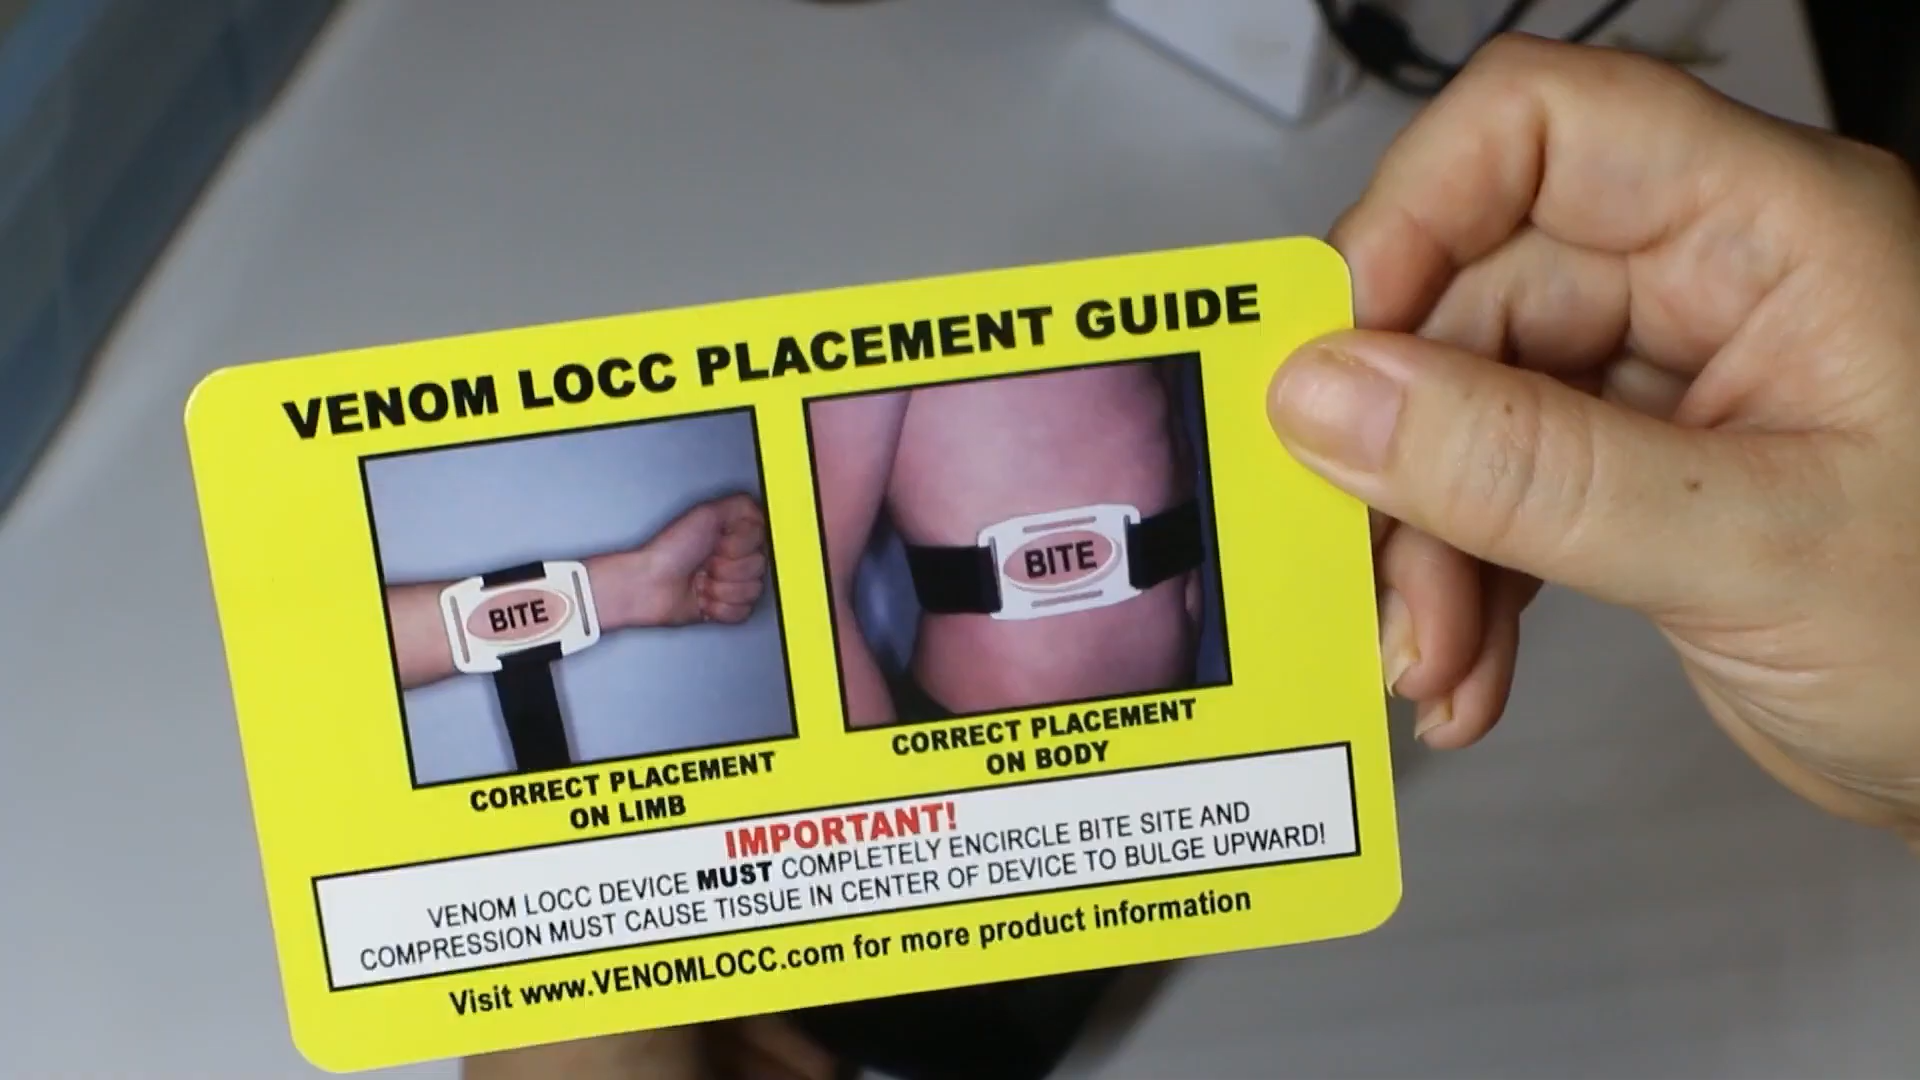 VENOM LOCC PLACEMENT GUIDE
BITE
BITE
CORRECT PLACEMENT
ON LIMB
CORRECT PLACEMENT
ON BODY
IMPORTANT!
VENOM LOCC DEVICE MUST COMPLETELY ENCIRCLE BITE SITE AND
COMPRESSION MUST CAUSE TISSUE IN CENTER OF DEVICE TO BULGE UPWARD!
Visit www.VENOMLOCC.com for more product information